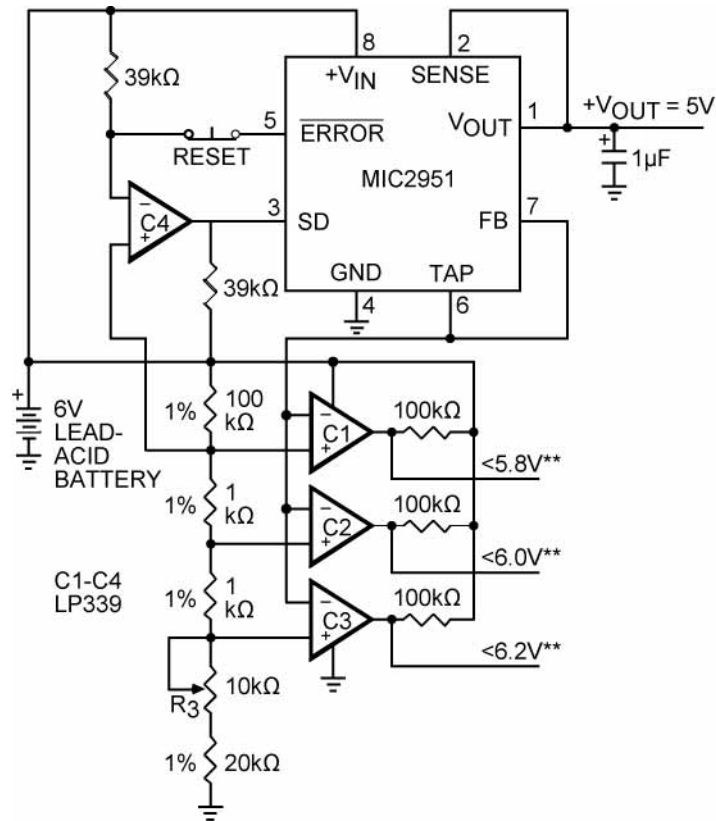 8
2
+VIN
SENSE
39kΩ
5
ERROR
RESET
VOUT
1
+VOUT = 5V
1µF
MIC2951
−
C4
+
3
SD
FB
7
39kΩ
GND
TAP
4
6
+
6V
LEAD-
ACID
BATTERY
1%
100
kΩ
−
C1
+
100kΩ
<5.8V**
1%
1
kΩ
−
C2
+
100kΩ
<6.0V**
C1-C4
LP339
1%
1
kΩ
−
C3
+
100kΩ
<6.2V**
R3
10kΩ
1%
20kΩ